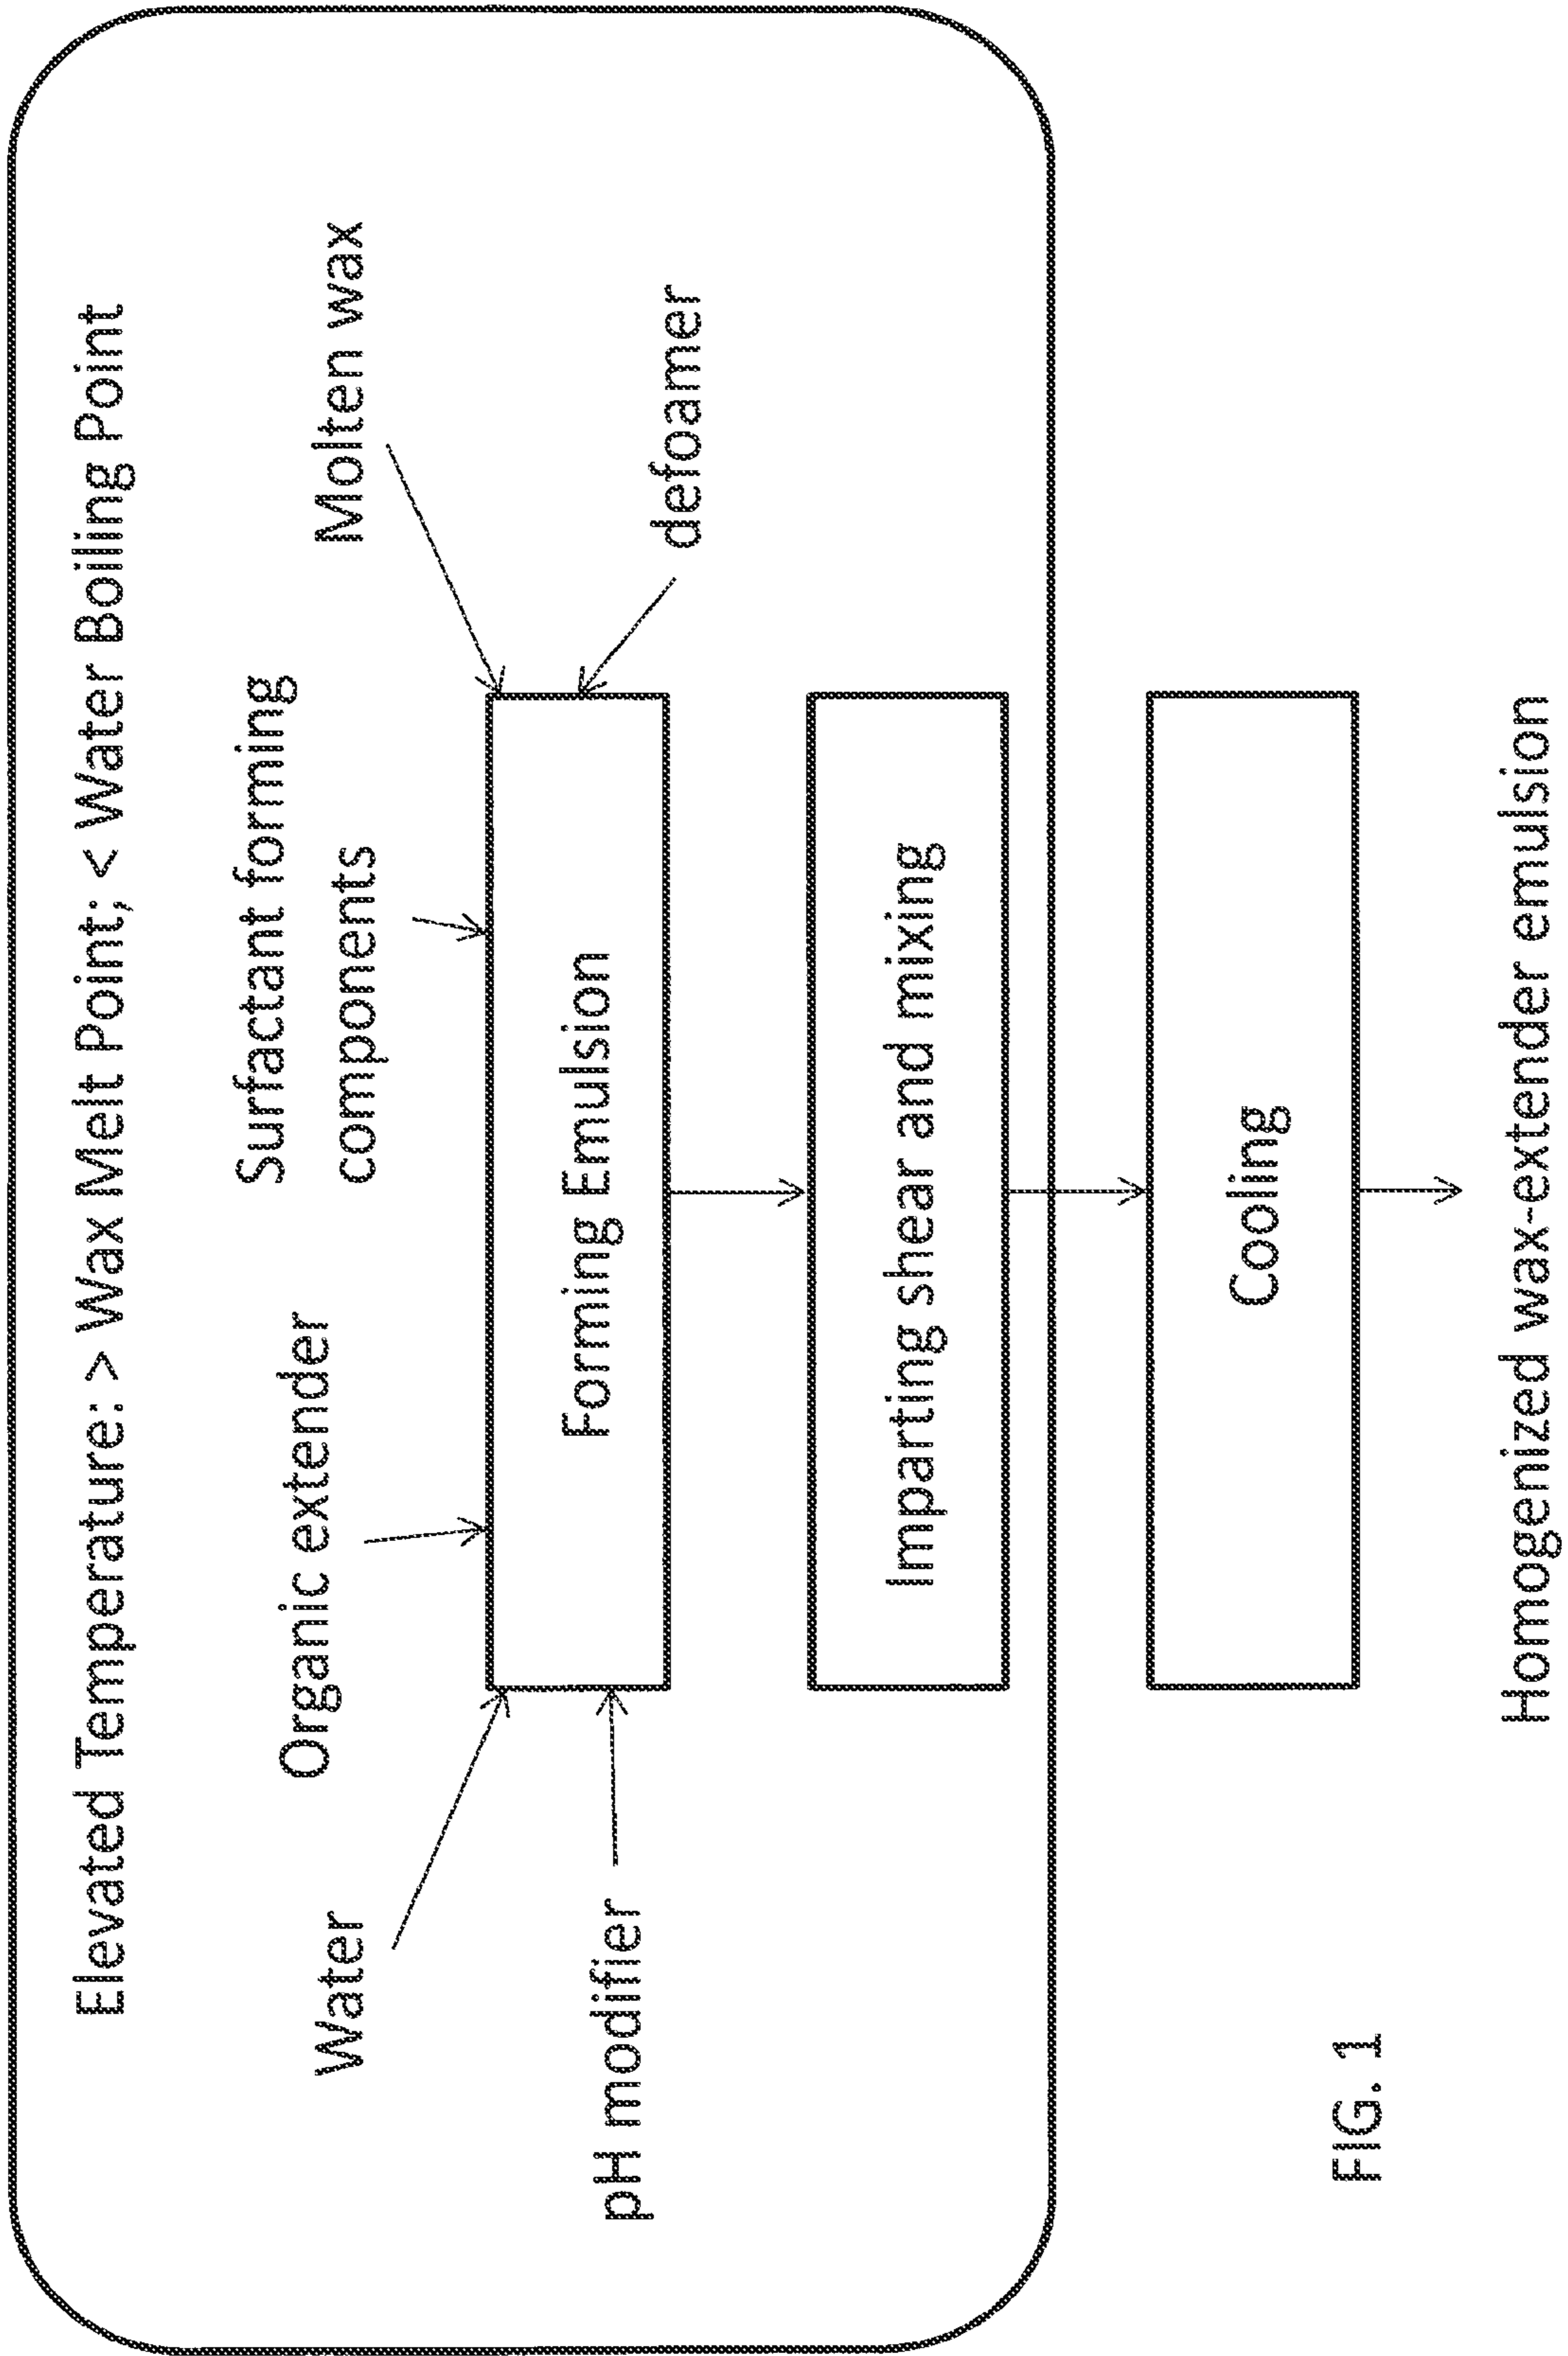 Elevated Temperature: > Wax Melt Point; < Water Boiling Point
Surfactant forming
components
Organic extender
Water
Molten wax
pH modifier
defoamer
Forming Emulsion
Imparting shear and mixing
Cooling
Homogenized wax-extender emulsion
FIG. 1